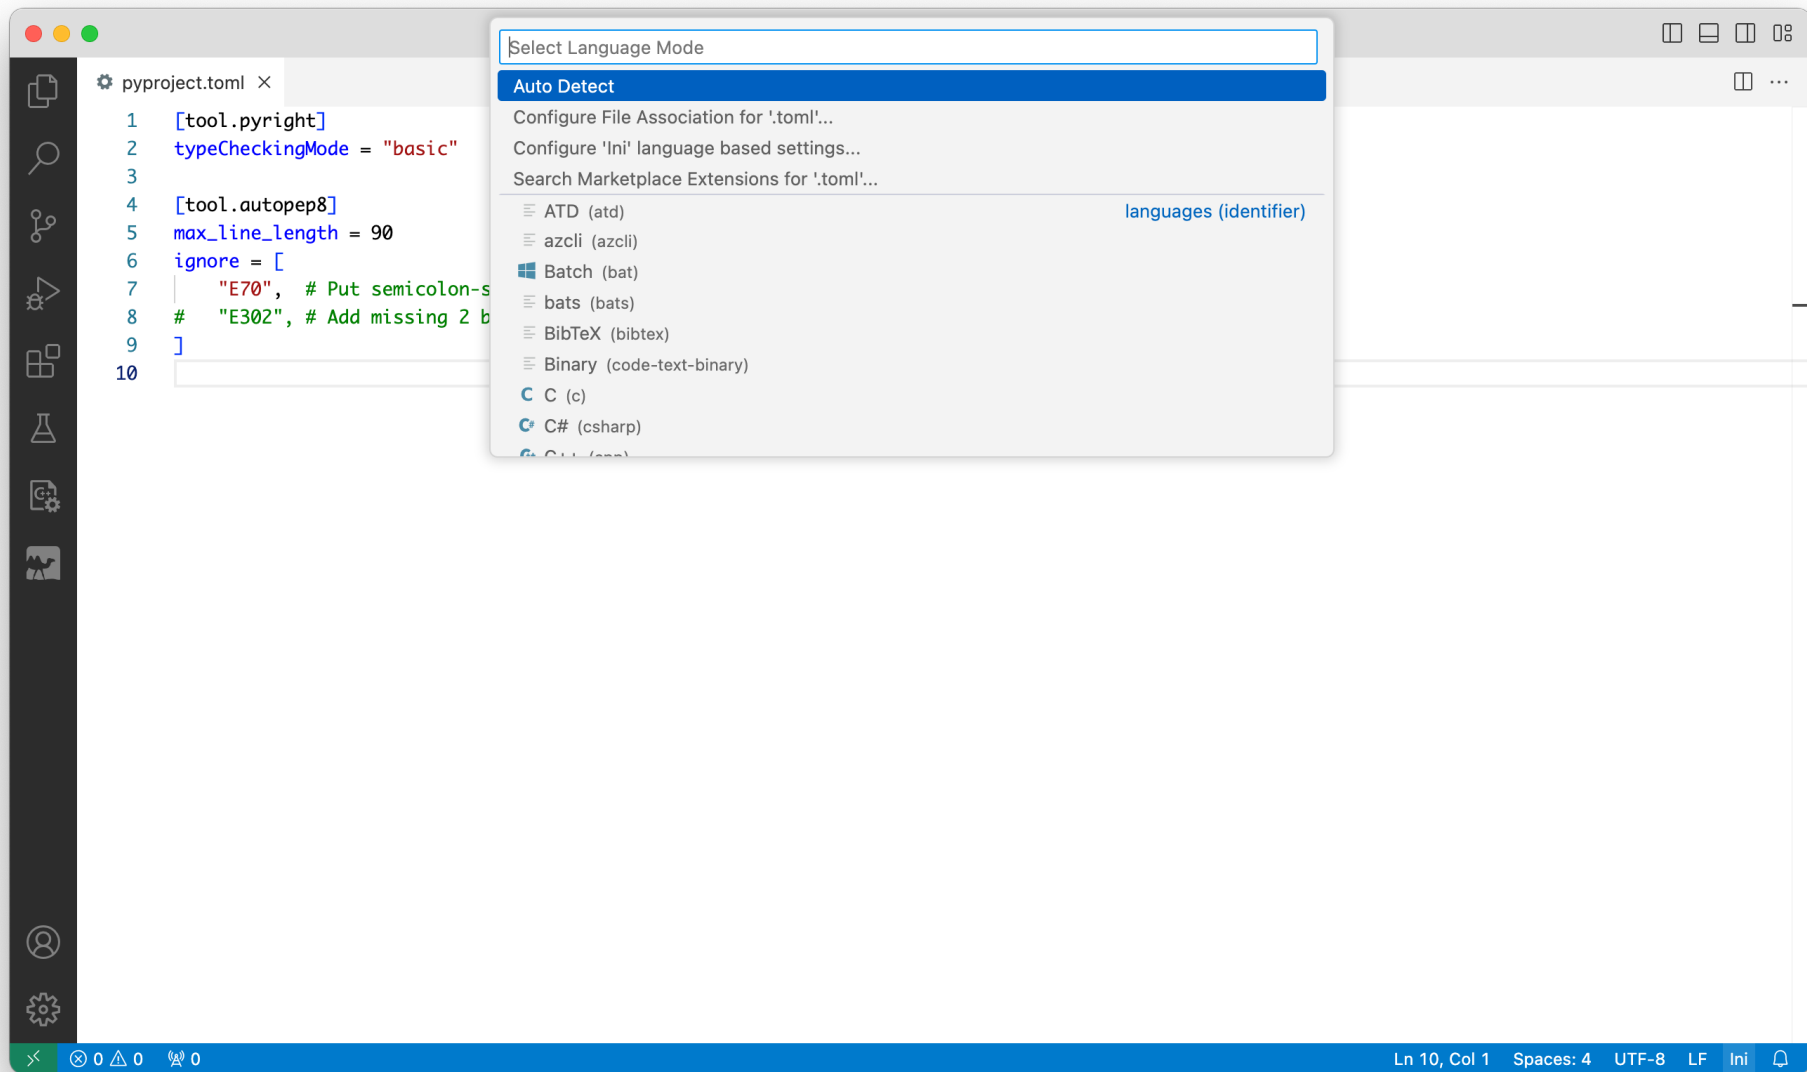 Select Language Mode
pyproject.toml
Auto Detect
Configure File Association for '.toml'...
Configure 'Ini' language based settings...
Search Marketplace Extensions for '.toml'...
ATD (atd) languages (identifier)
azcli (azcli)
Batch (bat)
bats (bats)
BibTeX (bibtex)
Binary (code-text-binary)
C C (c)
C# C# (csharp)
1 [tool.pyright]
2 typeCheckingMode = "basic"
3
4 [tool.autopep8]
5 max_line_length = 90
6 ignore = [
7 "E70", # Put semicolon-s
8 # "E302", # Add missing 2 b
9 ]
10
0 0 0 Ln 10, Col 1 Spaces: 4 UTF-8 LF Ini